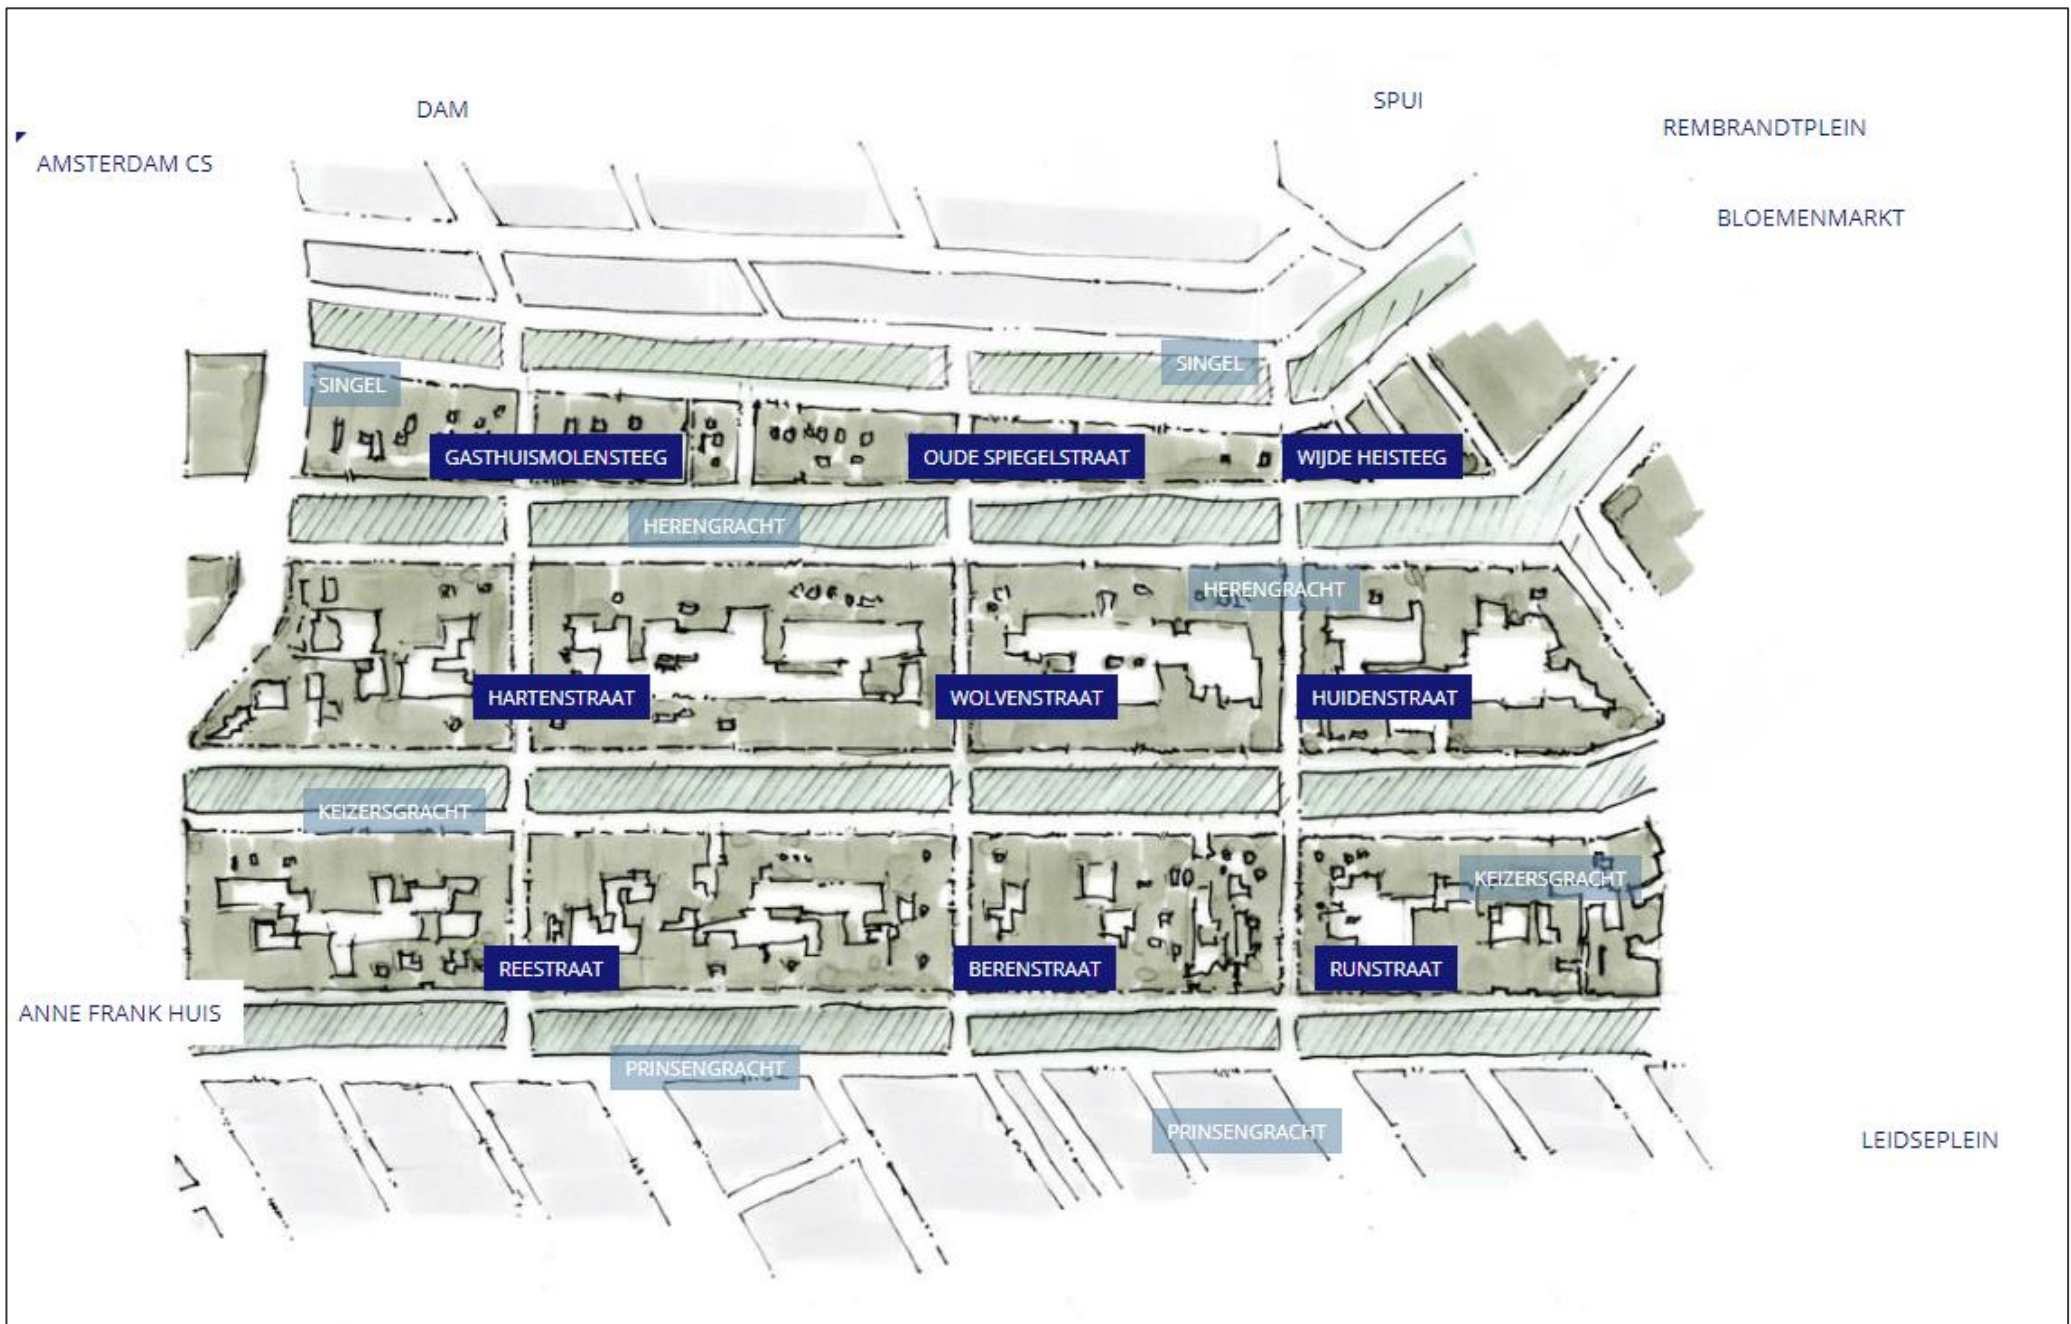 DAM
SPUI
REMBRANDTPLEIN
AMSTERDAM CS
BLOEMENMARKT
SINGEL
SINGEL
GASTHUISMOLENSTEEG
OUDE SPIEGELSTRAAT
WIJDE HEISTEEG
HERENGRACHT
HERENGRACHT
HARTENSTRAAT
WOLVENSTRAAT
HUIDENSTRAAT
KEIZERSGRACHT
KEIZERSGRACHT
REESTRAAT
BERENSTRAAT
RUNSTRAAT
ANNE FRANK HUIS
PRINSENGRACHT
PRINSENGRACHT
LEIDSEPLEIN